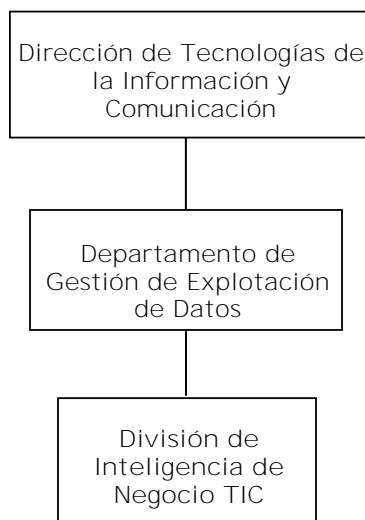 Dirección de Tecnologías de
la Información y
Comunicación
Departamento de
Gestión de Explotación
de Datos
División de
Inteligencia de
Negocio TIC